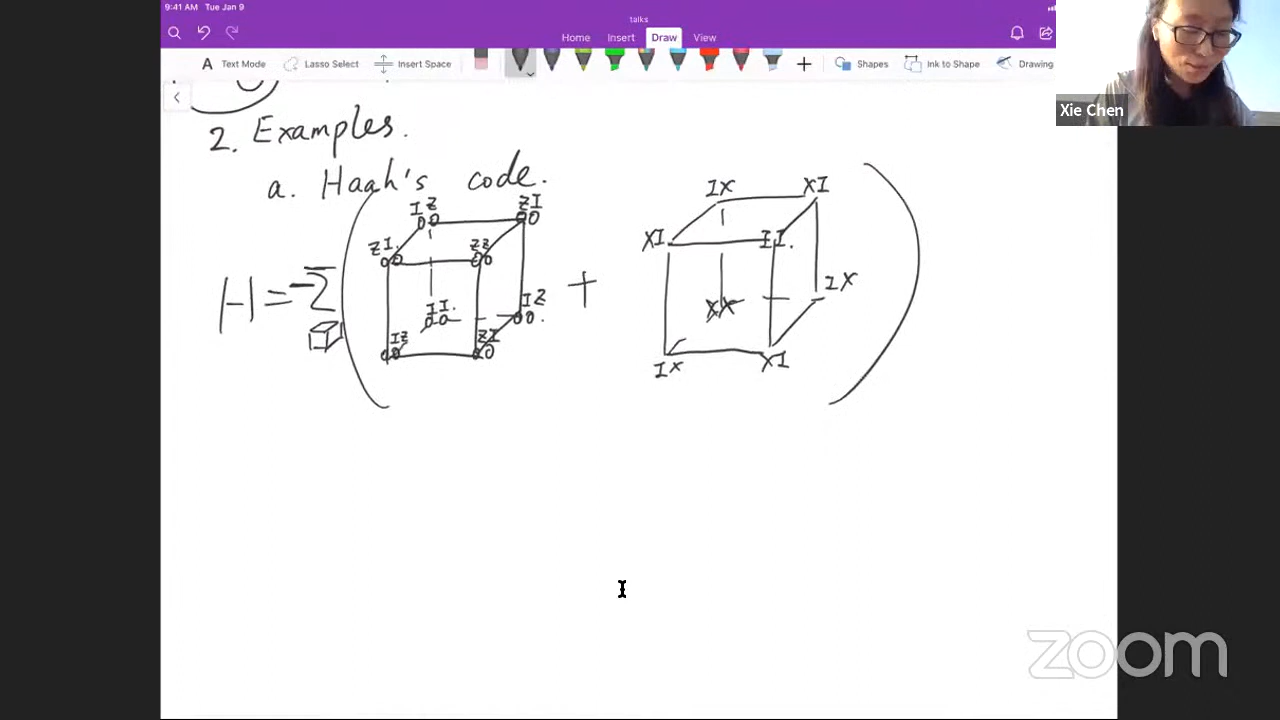 9:41 AM Tue Jan 9
talks
Home Insert Draw View
Text Mode Lasso Select Insert Space Shapes Ink to Shape Drawing
Xie Chen
2. Examples.
a. Haah's code.
IZ ZI
ZI. ZZ
II. IZ
IZ ZI
H = -Σ ( + )
IX XI
XI II.
XX IX
IX XI
zoom